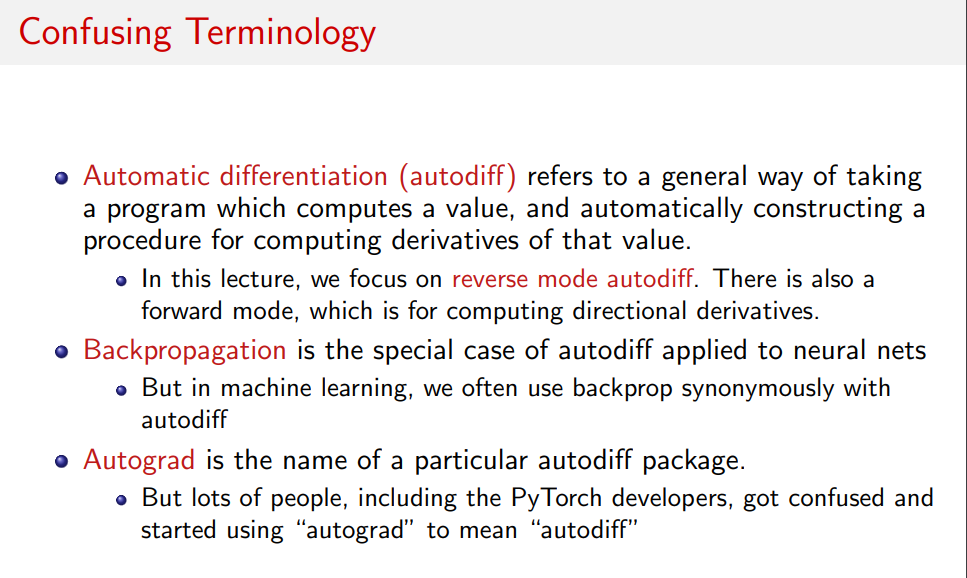 Confusing Terminology
Automatic differentiation (autodiff) refers to a general way of taking
a program which computes a value, and automatically constructing a
procedure for computing derivatives of that value.
In this lecture, we focus on reverse mode autodiff. There is also a
forward mode, which is for computing directional derivatives.
Backpropagation is the special case of autodiff applied to neural nets
But in machine learning, we often use backprop synonymously with
autodiff
Autograd is the name of a particular autodiff package.
But lots of people, including the PyTorch developers, got confused and
started using “autograd” to mean “autodiff”